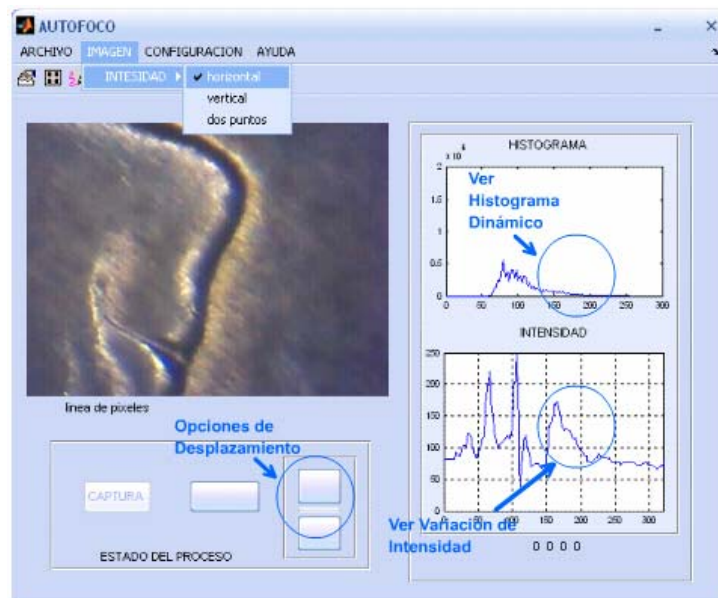 AUTOFOCO
ARCHIVO IMAGEN CONFIGURACION AYUDA
INTESIDAD
horizontal
vertical
dos puntos
HISTOGRAMA
x 10
2
1.5
1
0.5
0
0 50 100 150 200 250 300
Ver
Histograma
Dinámico
INTENSIDAD
250
200
150
100
50
0 50 100 150 200 250 300
linea de pixeles
Opciones de
Desplazamiento
CAPTURA
ESTADO DEL PROCESO
Ver Variación de
Intensidad
0 0 0 0